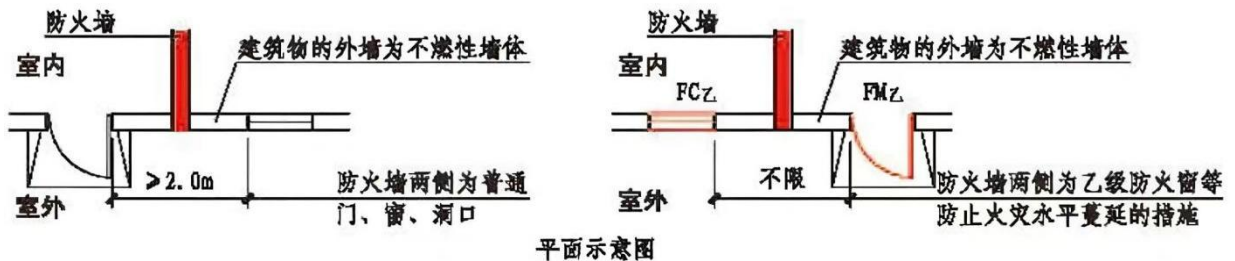 防火墙
建筑物的外墙为不燃性墙体
室内
≥2.0m
防火墙两侧为普通
门、窗、洞口
室外
防火墙
建筑物的外墙为不燃性墙体
室内
FC乙
FM乙
不限
防火墙两侧为乙级防火窗等
防止火灾水平蔓延的措施
室外
平面示意图